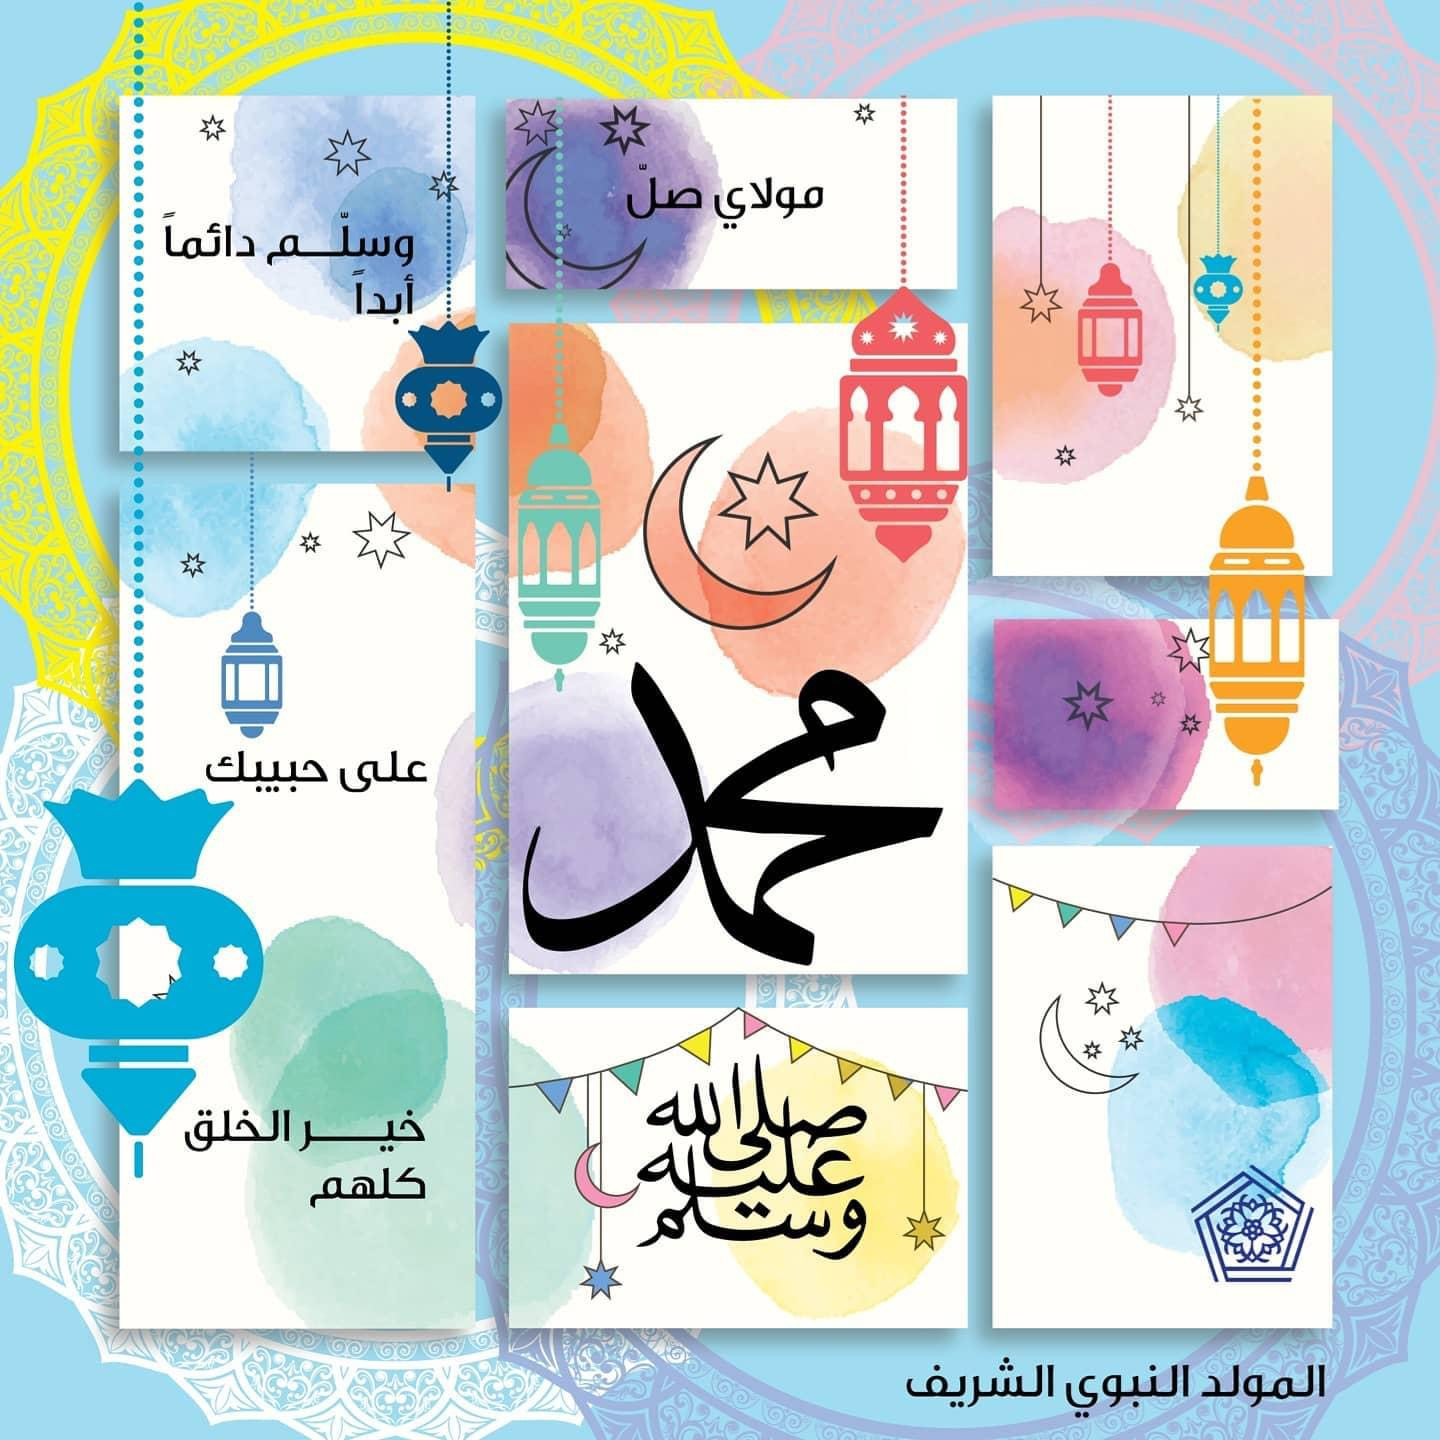 مولاي صلّ
وسلّـــم دائماً
أبداً
على حبيبك
خيـــر الخلق
كلهم
محمد
صلى الله
عليه
وسلم
المولد النبوي الشريف